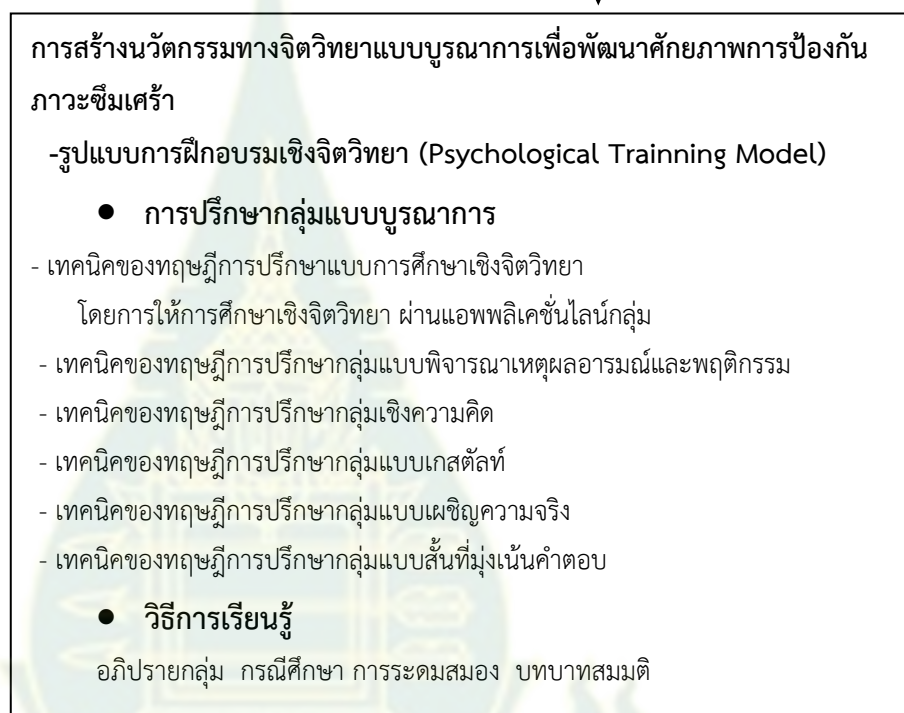 การสร้างนวัตกรรมทางจิตวิทยาแบบบูรณาการเพื่อพัฒนาศักยภาพการป้องกัน
ภาวะซึมเศร้า
-รูปแบบการฝึกอบรมเชิงจิตวิทยา (Psychological Trainning Model)
● การปรึกษากลุ่มแบบบูรณาการ
- เทคนิคของทฤษฎีการปรึกษาแบบการศึกษาเชิงจิตวิทยา
โดยการให้การศึกษาเชิงจิตวิทยา ผ่านแอพพลิเคชั่นไลน์กลุ่ม
- เทคนิคของทฤษฎีการปรึกษากลุ่มแบบพิจารณาเหตุผลอารมณ์และพฤติกรรม
- เทคนิคของทฤษฎีการปรึกษากลุ่มเชิงความคิด
- เทคนิคของทฤษฎีการปรึกษากลุ่มแบบเกสตัลท์
- เทคนิคของทฤษฎีการปรึกษากลุ่มแบบเผชิญความจริง
- เทคนิคของทฤษฎีการปรึกษากลุ่มแบบสั้นที่มุ่งเน้นคำตอบ
● วิธีการเรียนรู้
อภิปรายกลุ่ม กรณีศึกษา การระดมสมอง บทบาทสมมติ